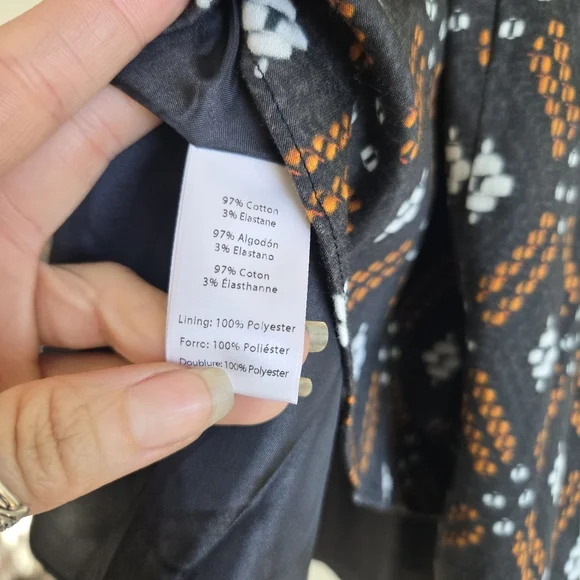 97% Cotton
3% Elastane
97% Algodón
3% Elastano
97% Coton
3% Élasthanne
Lining: 100% Polyester
Forro: 100% Poliéster
Doublure: 100% Polyester